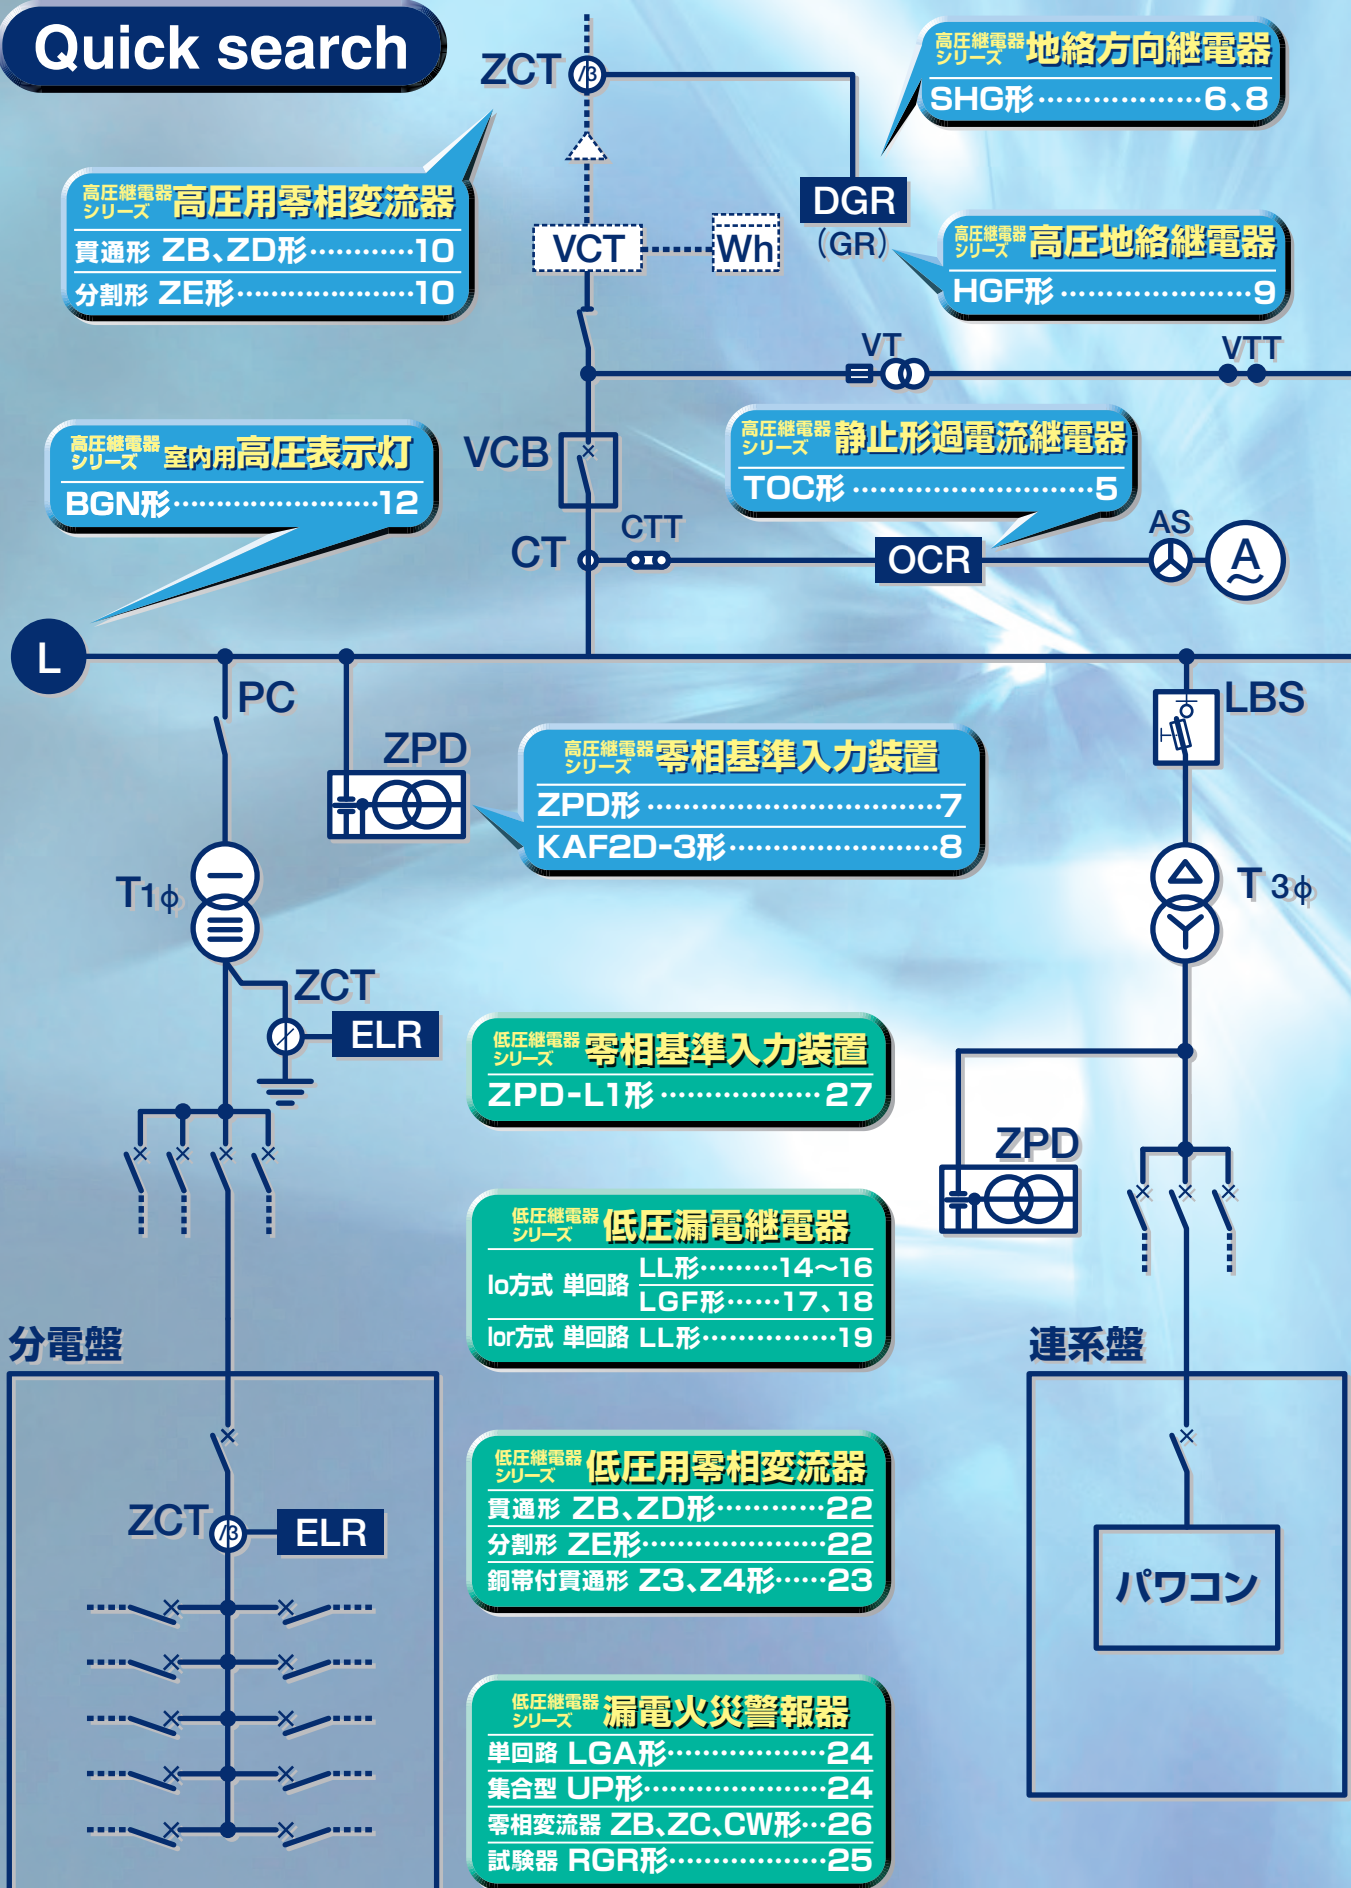 Quick search
ZCT
/3
高圧継電器シリーズ 地絡方向継電器
SHG形………………6、8
高圧継電器シリーズ 高圧用零相変流器
貫通形 ZB、ZD形…………10
分割形 ZE形…………………10
DGR
(GR)
VCT
Wh
高圧継電器シリーズ 高圧地絡継電器
HGF形…………………9
VT
VTT
高圧継電器シリーズ 室内用高圧表示灯
BGN形…………………12
VCB
高圧継電器シリーズ 静止形過電流継電器
TOC形………………………5
CT
CTT
OCR
AS
A
L
PC
ZPD
LBS
高圧継電器シリーズ 零相基準入力装置
ZPD形…………………………7
KAF2D-3形…………………8
T1φ
T 3φ
ZCT
ELR
低圧継電器シリーズ 零相基準入力装置
ZPD-L1形………………27
ZPD
低圧継電器シリーズ 低圧漏電継電器
Io方式 単回路 LL形………14〜16
LGF形……17、18
Ior方式 単回路 LL形……………19
分電盤
連系盤
低圧継電器シリーズ 低圧用零相変流器
貫通形 ZB、ZD形…………22
分割形 ZE形…………………22
銅帯付貫通形 Z3、Z4形……23
ZCT
/3
ELR
パワコン
低圧継電器シリーズ 漏電火災警報器
単回路 LGA形………………24
集合型 UP形…………………24
零相変流器 ZB、ZC、CW形…26
試験器 RGR形………………25